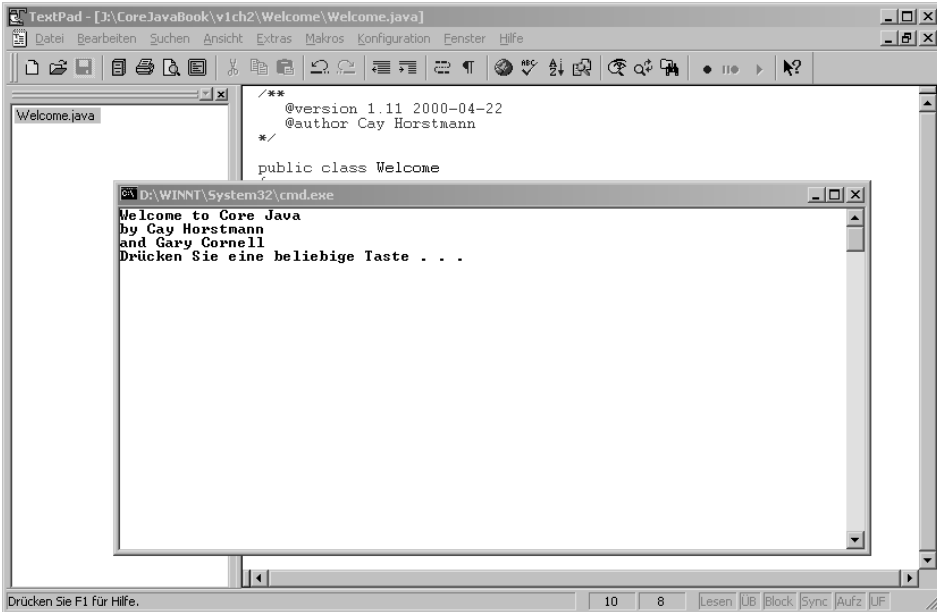 TextPad - [J:\CoreJavaBook\v1ch2\Welcome\Welcome.java]
Datei Bearbeiten Suchen Ansicht Extras Makros Konfiguration Fenster Hilfe
Welcome.java
/**
@version 1.11 2000-04-22
@author Cay Horstmann
*/
public class Welcome
D:\WINNT\System32\cmd.exe
Welcome to Core Java
by Cay Horstmann
and Gary Cornell
Drücken Sie eine beliebige Taste . . .
Drücken Sie F1 für Hilfe.
10 8 Lesen ÜB Block Sync Aufz UF